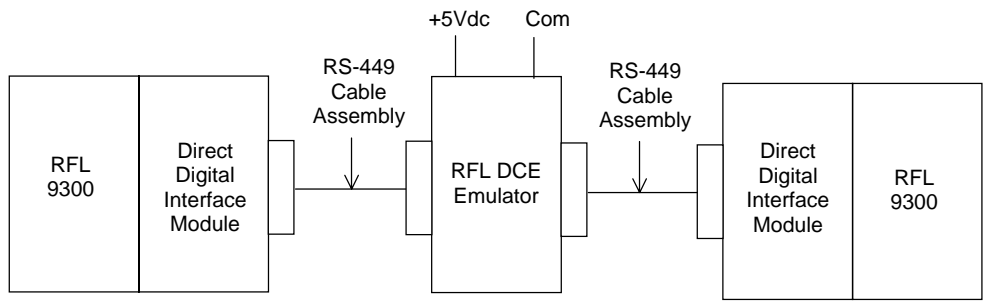 +5Vdc
Com
RS-449
Cable
Assembly
RS-449
Cable
Assembly
RFL
9300
Direct
Digital
Interface
Module
RFL DCE
Emulator
Direct
Digital
Interface
Module
RFL
9300